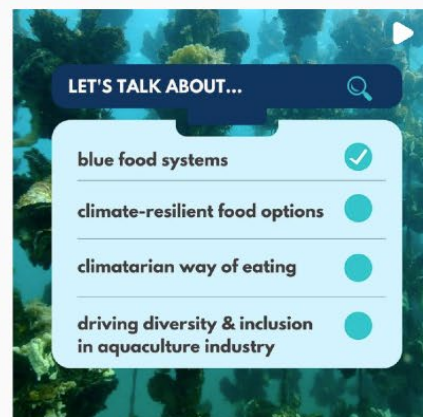 LET'S TALK ABOUT...
blue food systems
climate-resilient food options
climatarian way of eating
driving diversity & inclusion
in aquaculture industry